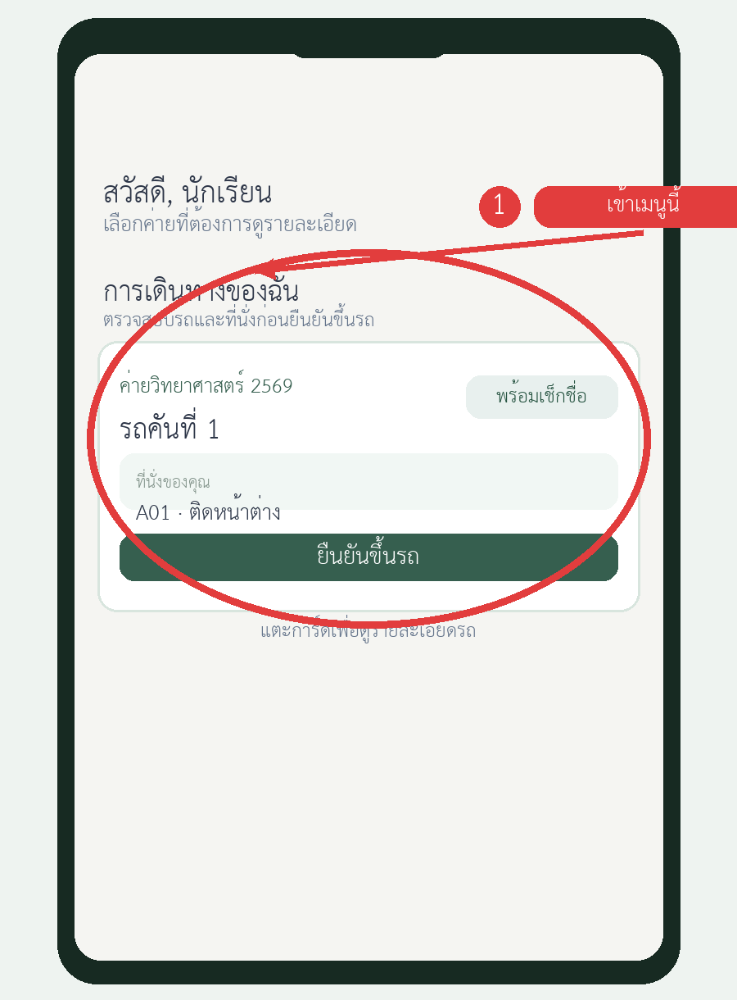 สวัสดี, นักเรียน
เลือกค่ายที่ต้องการดูรายละเอียด
1
เข้าเมนูนี้
การเดินทางของฉัน
ตรวจสอบรถและที่นั่งก่อนยืนยันขึ้นรถ
ค่ายวิทยาศาสตร์ 2569
พร้อมเช็กชื่อ
รถคันที่ 1
ที่นั่งของคุณ
A01 · ติดหน้าต่าง
ยืนยันขึ้นรถ
แตะการ์ดเพื่อดูรายละเอียดรถ